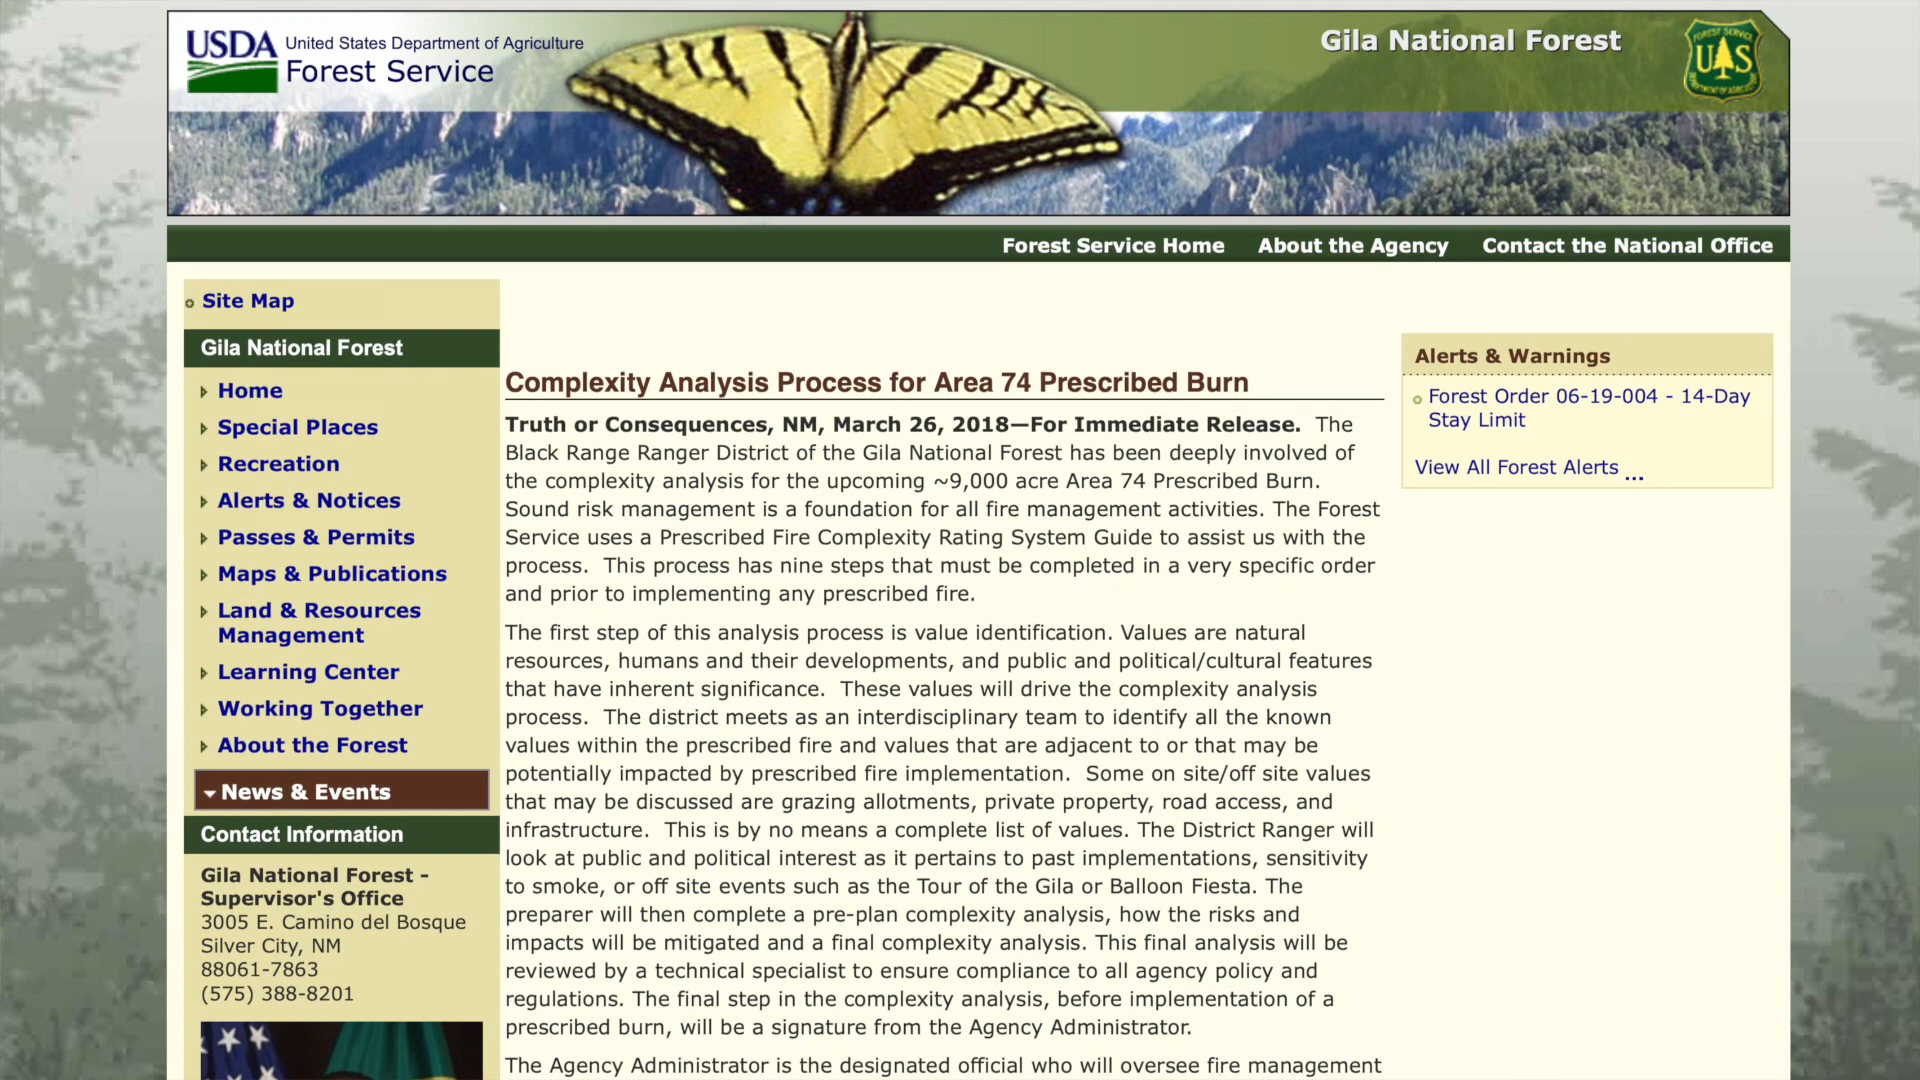 USDA
United States Department of Agriculture
Forest Service
Gila National Forest
FOREST SERVICE
UAS
DEPARTMENT OF AGRICULTURE
Forest Service Home
About the Agency
Contact the National Office
Site Map
Gila National Forest
Home
Special Places
Recreation
Alerts & Notices
Passes & Permits
Maps & Publications
Land & Resources
Management
Learning Center
Working Together
About the Forest
News & Events
Contact Information
Gila National Forest -
Supervisor's Office
3005 E. Camino del Bosque
Silver City, NM
88061-7863
(575) 388-8201
Complexity Analysis Process for Area 74 Prescribed Burn
Truth or Consequences, NM, March 26, 2018—For Immediate Release.  The
Black Range Ranger District of the Gila National Forest has been deeply involved of
the complexity analysis for the upcoming ~9,000 acre Area 74 Prescribed Burn.
Sound risk management is a foundation for all fire management activities. The Forest
Service uses a Prescribed Fire Complexity Rating System Guide to assist us with the
process.  This process has nine steps that must be completed in a very specific order
and prior to implementing any prescribed fire.
The first step of this analysis process is value identification. Values are natural
resources, humans and their developments, and public and political/cultural features
that have inherent significance.  These values will drive the complexity analysis
process.  The district meets as an interdisciplinary team to identify all the known
values within the prescribed fire and values that are adjacent to or that may be
potentially impacted by prescribed fire implementation.  Some on site/off site values
that may be discussed are grazing allotments, private property, road access, and
infrastructure.  This is by no means a complete list of values. The District Ranger will
look at public and political interest as it pertains to past implementations, sensitivity
to smoke, or off site events such as the Tour of the Gila or Balloon Fiesta. The
preparer will then complete a pre-plan complexity analysis, how the risks and
impacts will be mitigated and a final complexity analysis. This final analysis will be
reviewed by a technical specialist to ensure compliance to all agency policy and
regulations. The final step in the complexity analysis, before implementation of a
prescribed burn, will be a signature from the Agency Administrator.
The Agency Administrator is the designated official who will oversee fire management
Alerts & Warnings
Forest Order 06-19-004 - 14-Day
Stay Limit
View All Forest Alerts ...